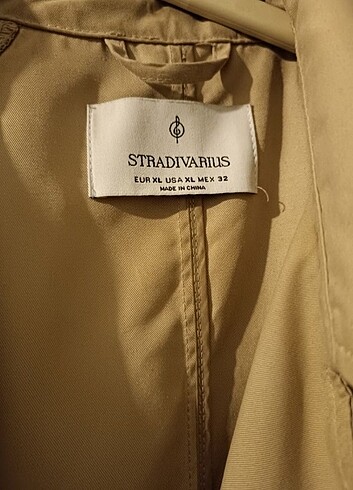 STRADIVARIUS
EUR XL USA XL MEX 32
MADE IN CHINA